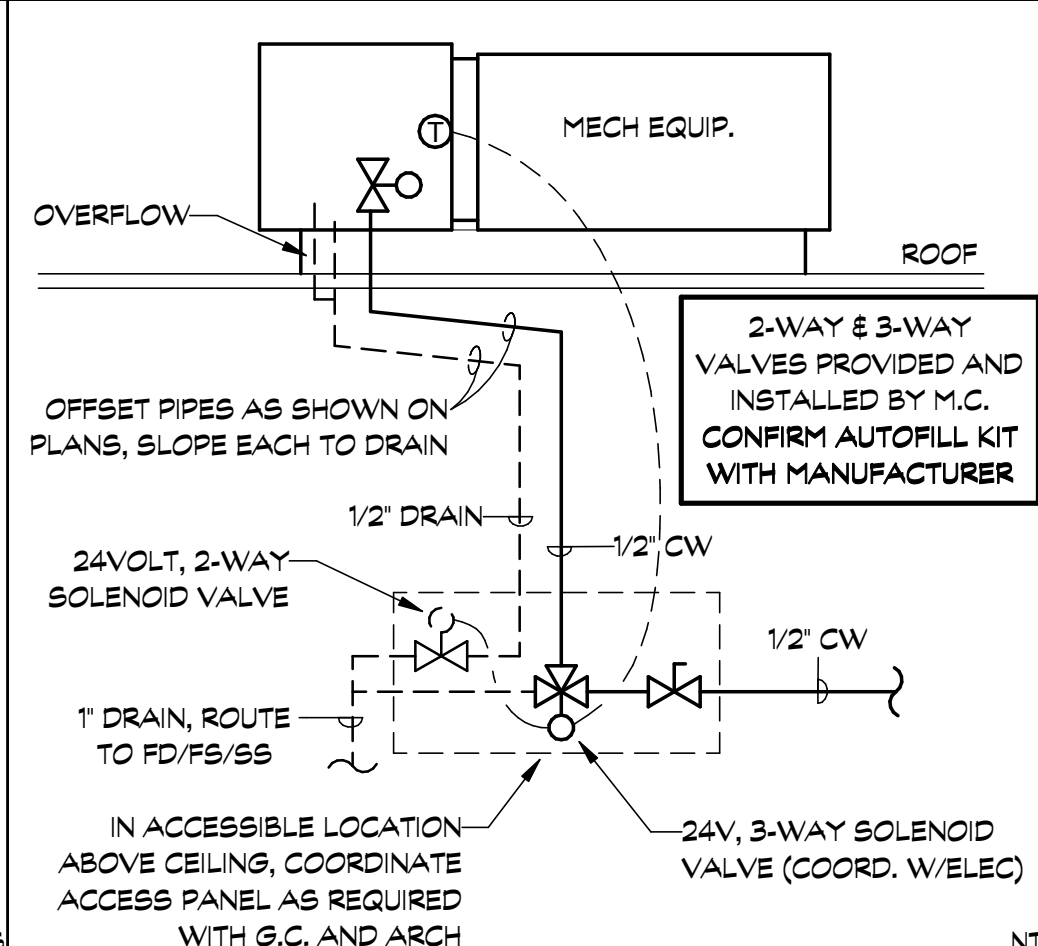 MECH EQUIP.
T
OVERFLOW
ROOF
2-WAY & 3-WAY
VALVES PROVIDED AND
INSTALLED BY M.C.
CONFIRM AUTOFILL KIT
WITH MANUFACTURER
OFFSET PIPES AS SHOWN ON
PLANS, SLOPE EACH TO DRAIN
1/2" DRAIN
1/2" CW
24VOLT, 2-WAY
SOLENOID VALVE
1/2" CW
1" DRAIN, ROUTE
TO FD/FS/SS
IN ACCESSIBLE LOCATION
ABOVE CEILING, COORDINATE
ACCESS PANEL AS REQUIRED
WITH G.C. AND ARCH
24V, 3-WAY SOLENOID
VALVE (COORD. W/ELEC)